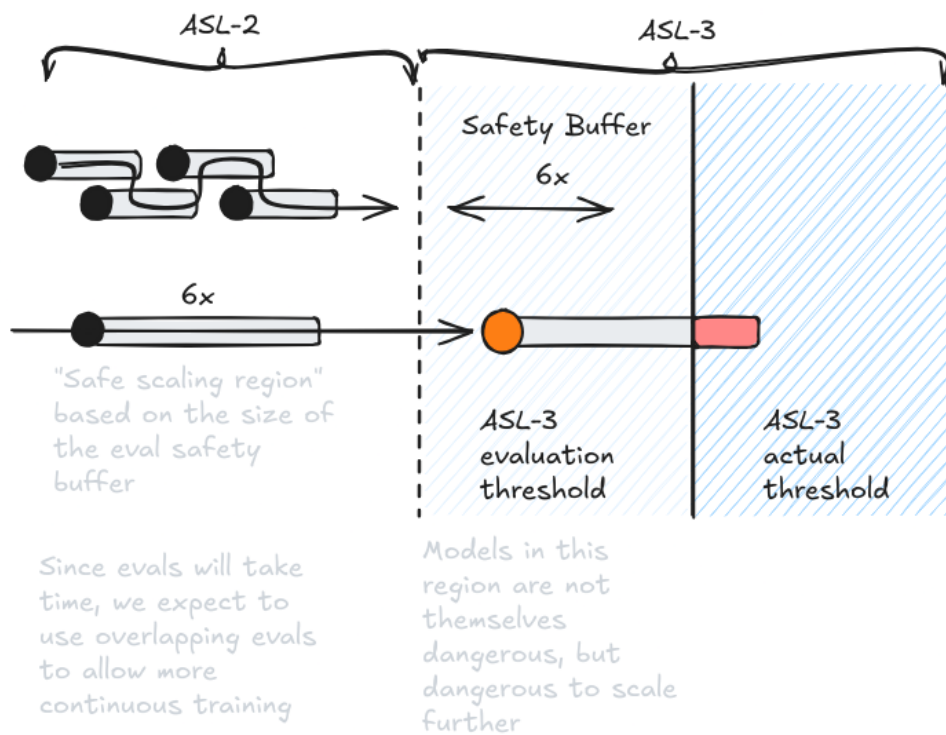 ASL-2
ASL-3
Safety Buffer
6x
6x
"Safe scaling region"
based on the size of
the eval safety
buffer
ASL-3
evaluation
threshold
ASL-3
actual
threshold
Since evals will take
time, we expect to
use overlapping evals
to allow more
continuous training
Models in this
region are not
themselves
dangerous, but
dangerous to scale
further